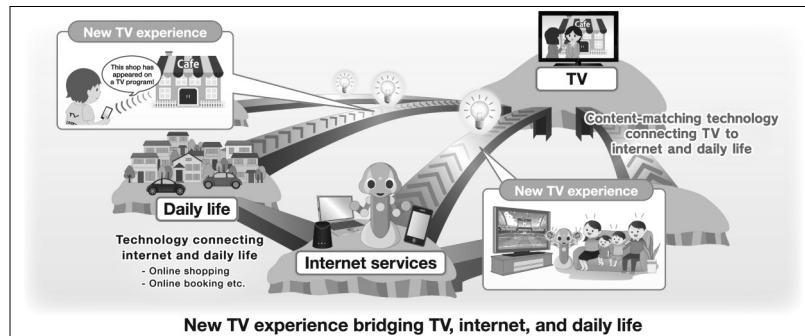 New TV experience
This shop has
appeared on
a TV program!
Cafe
Cafe
TV
Content-matching technology
connecting TV to
internet and daily life
Daily life
Technology connecting
internet and daily life
- Online shopping
- Online booking etc.
Internet services
New TV experience
New TV experience bridging TV, internet, and daily life